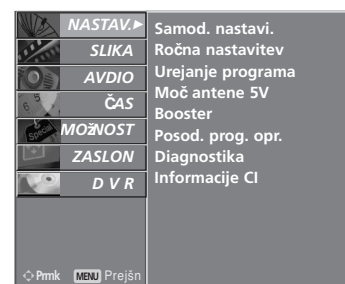 NASTAV.►
SLIKA
AVDIO
ČAS
MOŽNOST
ZASLON
D V R
Samod. nastavi.
Ročna nastavitev
Urejanje programa
Moč antene 5V
Booster
Posod. prog. opr.
Diagnostika
Informacije CI
Prmk MENU Prejšn